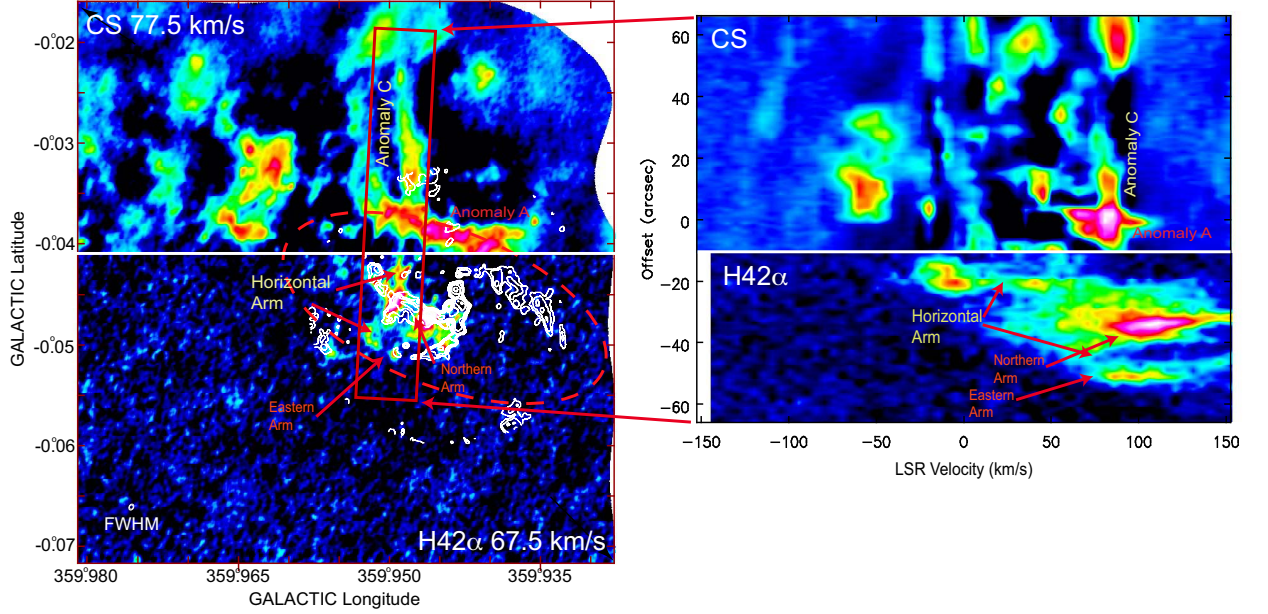 CS 77.5 km/s
Anomaly C
Anomaly A
Horizontal
Arm
Northern
Arm
Eastern
Arm
FWHM
H42α 67.5 km/s
GALACTIC Latitude
-0°.02
-0°.03
-0°.04
-0°.05
-0°.06
-0°.07
359°.980
359°.965
359°.950
359°.935
GALACTIC Longitude
CS
Anomaly C
Anomaly A
H42α
Horizontal
Arm
Northern
Arm
Eastern
Arm
Offset (arcsec)
60
40
20
0
−20
−40
−60
−150
−100
−50
0
50
100
150
LSR Velocity (km/s)